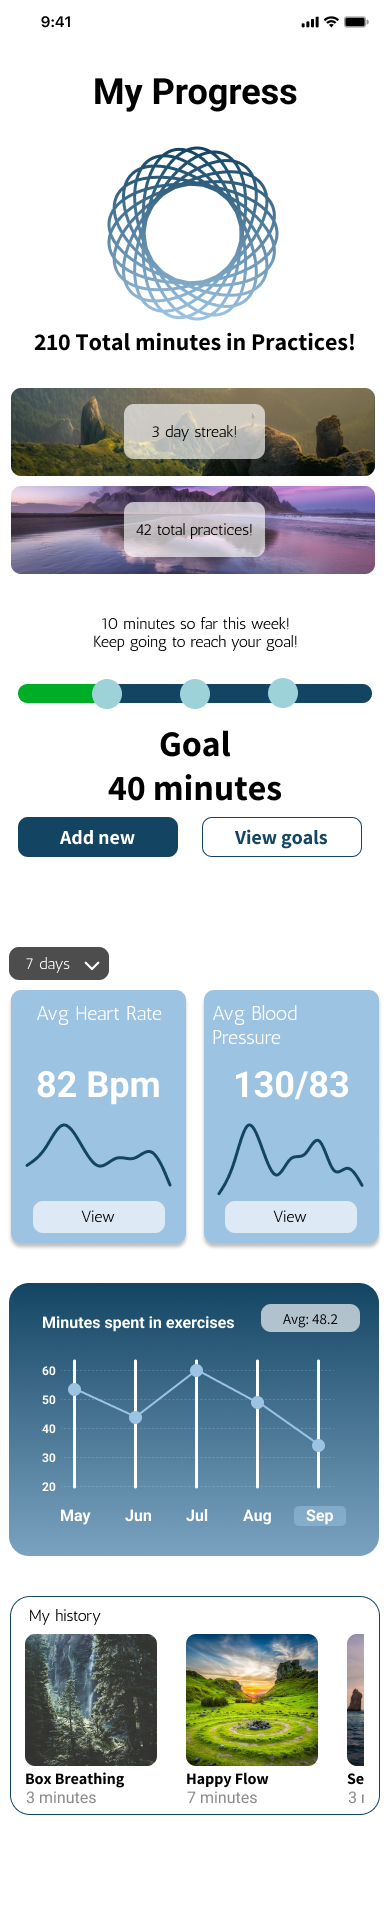 9:41
My Progress
210 Total minutes in Practices!
3 day streak!
42 total practices!
10 minutes so far this week!
Keep going to reach your goal!
Goal
40 minutes
Add new
View goals
7 days
Avg Heart Rate
82 Bpm
View
Avg Blood
Pressure
130/83
View
Minutes spent in exercises
Avg: 48.2
60
50
40
30
20
May Jun Jul Aug Sep
My history
Box Breathing
3 minutes
Happy Flow
7 minutes
Se
3